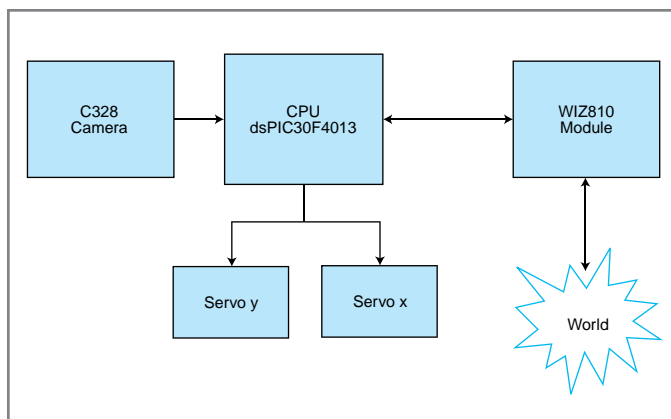 C328
Camera
CPU
dsPIC30F4013
WIZ810
Module
Servo y
Servo x
World